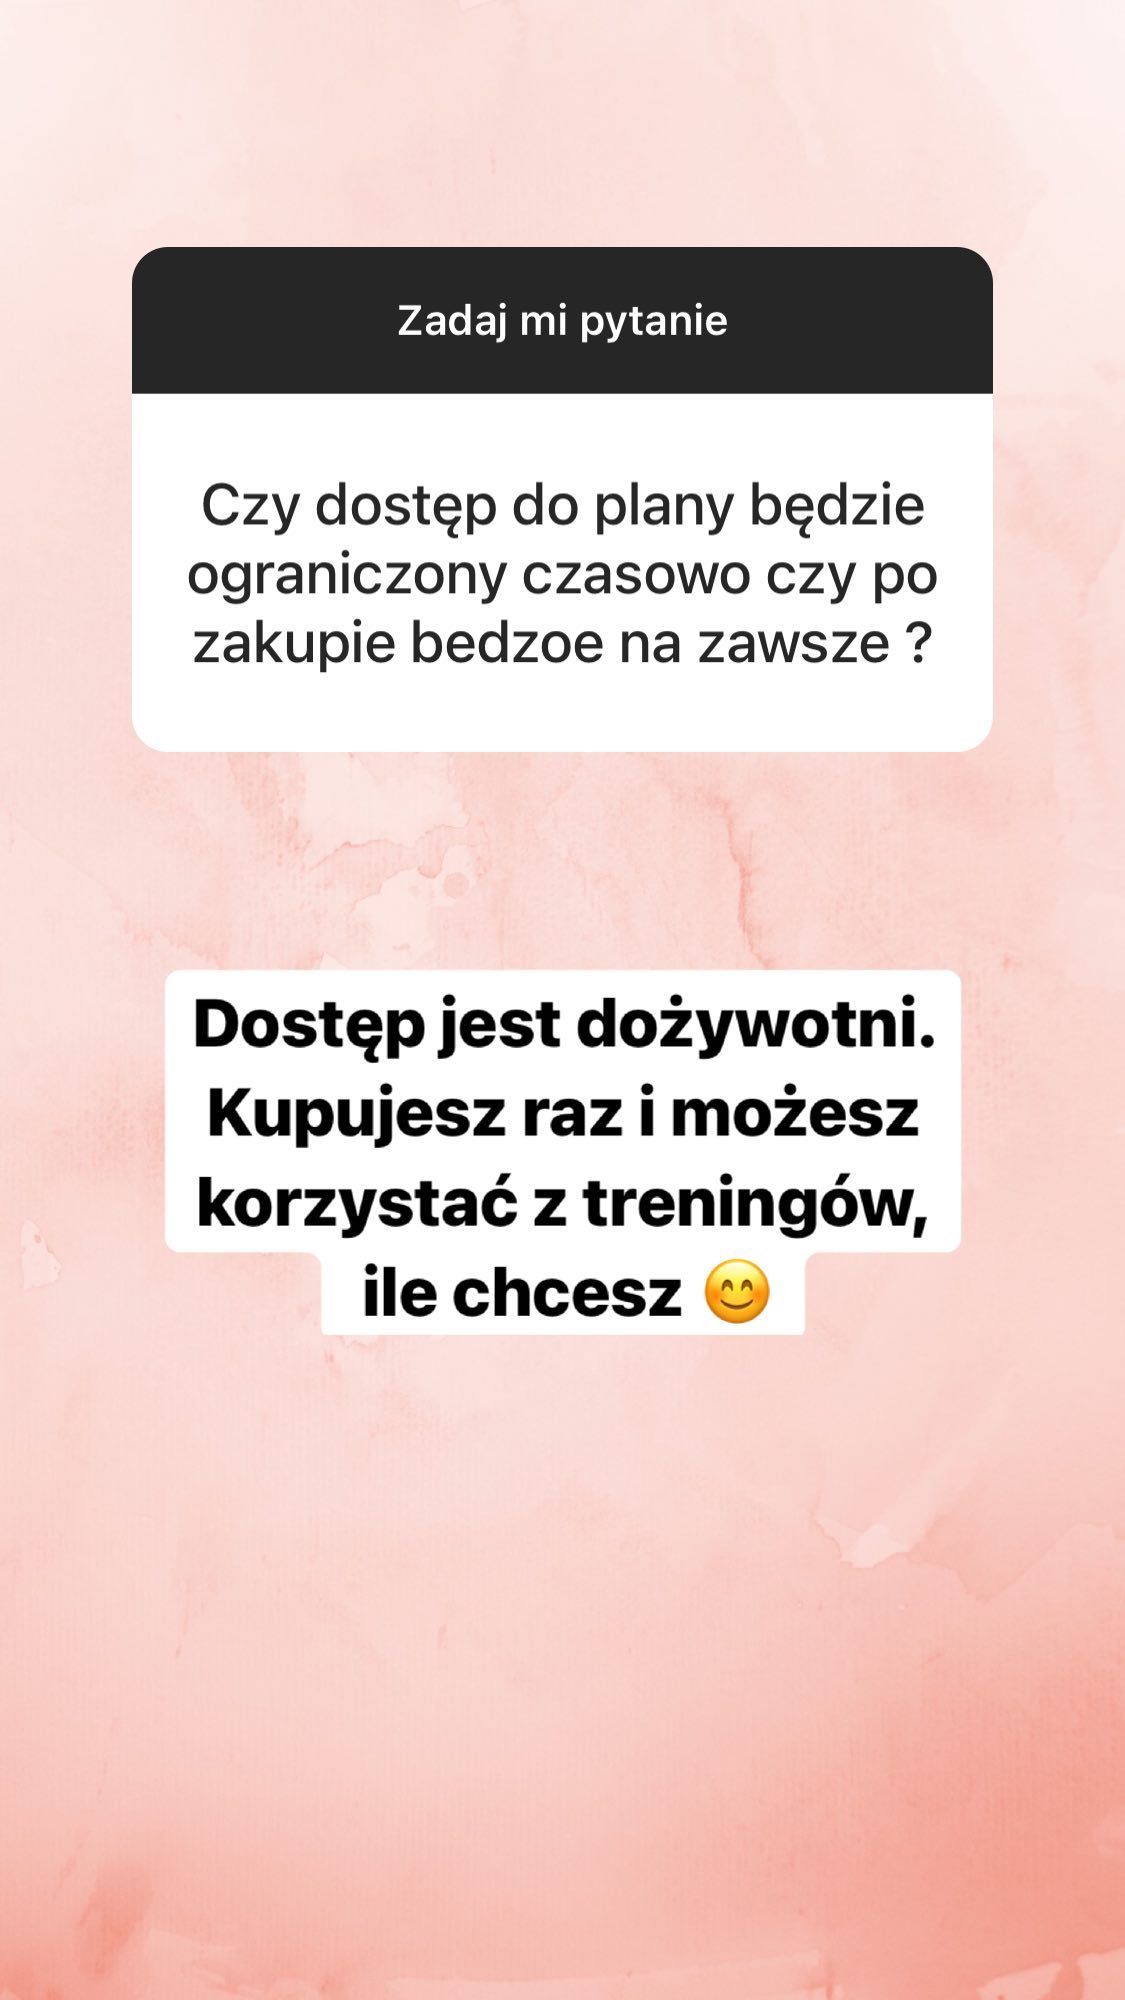 Zadaj mi pytanie
Czy dostęp do plany będzie
ograniczony czasowo czy po
zakupie bedzoe na zawsze ?
Dostęp jest dożywotni.
Kupujesz raz i możesz
korzystać z treningów,
ile chcesz 😊